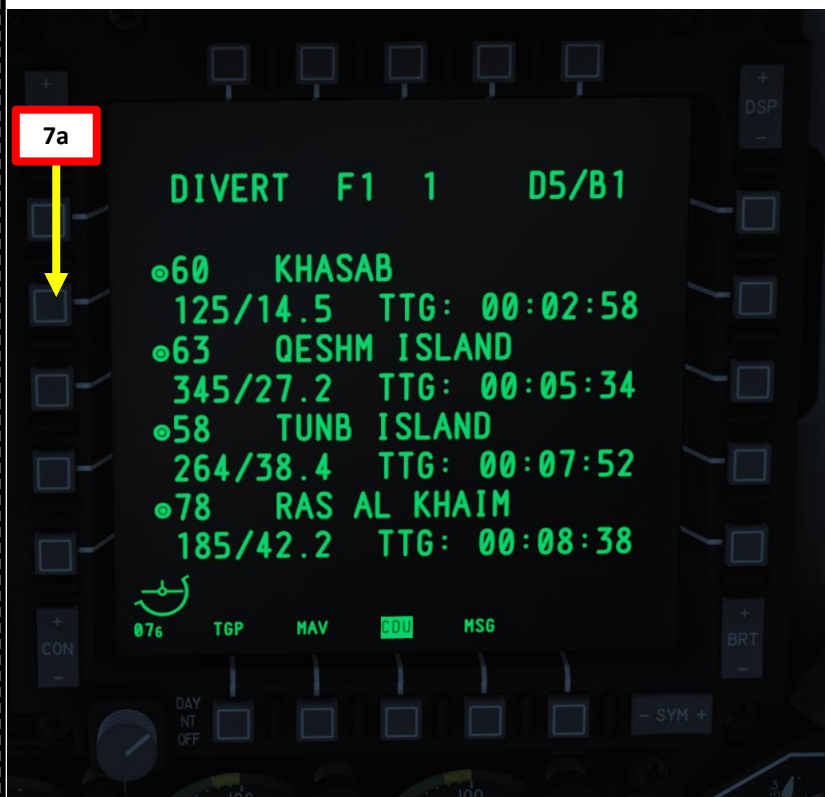 +
+
DSP
-
7a
DIVERT F1 1 D5/B1
⊙60 KHASAB
125/14.5 TTG: 00:02:58
⊙63 QESHM ISLAND
345/27.2 TTG: 00:05:34
⊙58 TUNB ISLAND
264/38.4 TTG: 00:07:52
⊙78 RAS AL KHAIM
185/42.2 TTG: 00:08:38
076 TGP MAV CDU MSG
+
CON
-
+
BRT
-
DAY
NT
OFF
- SYM +
100
100
3